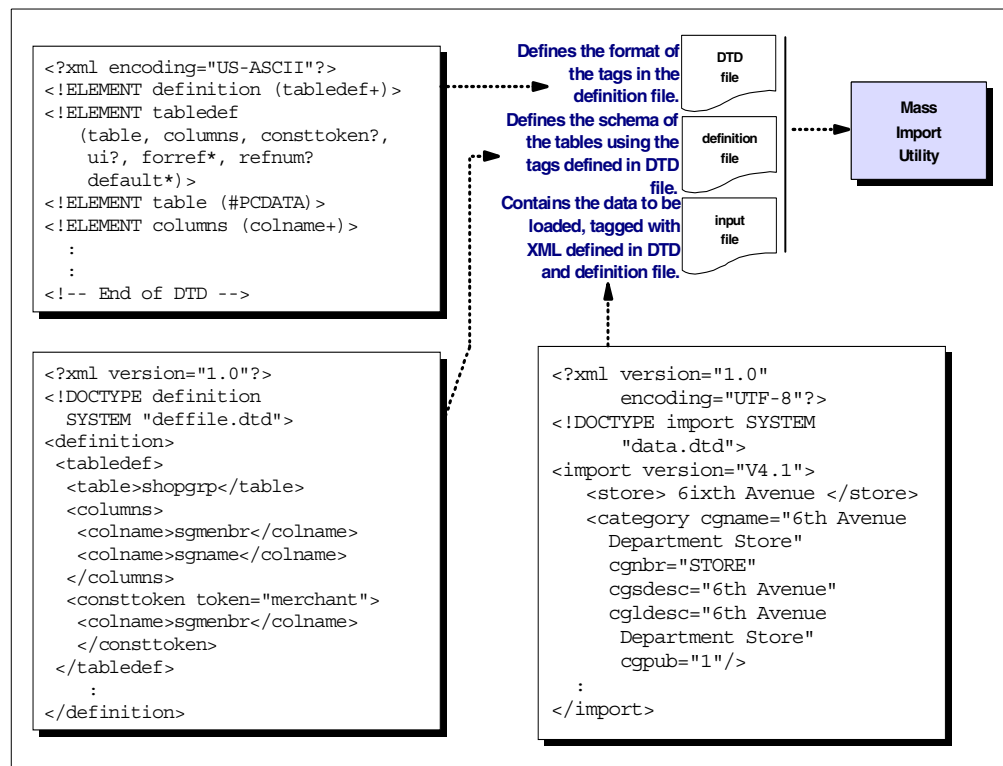 <?xml encoding="US-ASCII"?>
<!ELEMENT definition (tabledef+)>
<!ELEMENT tabledef
(table, columns, consttoken?,
ui?, forref*, refnum?
default*)>
<!ELEMENT table (#PCDATA)>
<!ELEMENT columns (colname+)>
:
:
<!-- End of DTD -->
Defines the format of
the tags in the
definition file.
DTD
file
Defines the schema of
the tables using the
tags defined in DTD
file.
definition
file
Contains the data to be
loaded, tagged with
XML defined in DTD
and definition file.
input
file
Mass
Import
Utility
<?xml version="1.0"?>
<!DOCTYPE definition
SYSTEM "deffile.dtd">
<definition>
<tabledef>
<table>shopgrp</table>
<columns>
<colname>sgmenbr</colname>
<colname>sgname</colname>
</columns>
<consttoken token="merchant">
<colname>sgmenbr</colname>
</consttoken>
</tabledef>
:
</definition>
<?xml version="1.0"
encoding="UTF-8"?>
<!DOCTYPE import SYSTEM
"data.dtd">
<import version="V4.1">
<store> 6ixth Avenue </store>
<category cgname="6th Avenue
Department Store"
cgnbr="STORE"
cgsdesc="6th Avenue"
cgldesc="6th Avenue
Department Store"
cgpub="1"/>
:
</import>